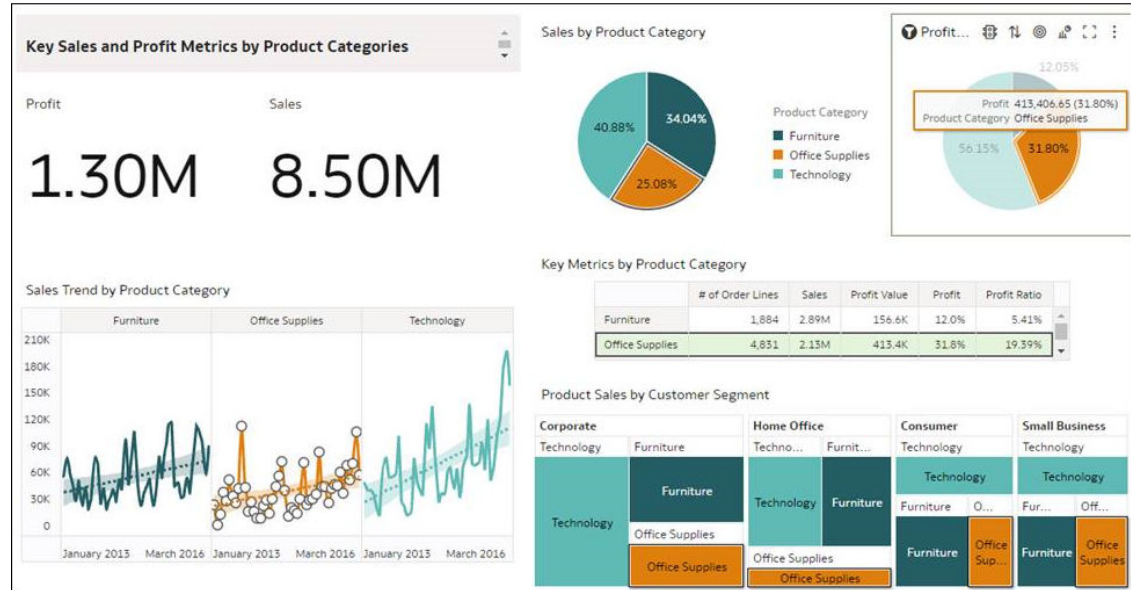 Key Sales and Profit Metrics by Product Categories
Profit
Sales
1.30M
8.50M
Sales by Product Category
34.04%
40.88%
25.08%
Product Category
Furniture
Office Supplies
Technology
Profit...
12.05%
Profit 413,406.65 (31.80%)
Product Category Office Supplies
56.15%
31.80%
Sales Trend by Product Category
Furniture
Office Supplies
Technology
210K
180K
150K
120K
90K
60K
30K
0
January 2013 March 2016 January 2013 March 2016 January 2013 March 2016
Key Metrics by Product Category
# of Order Lines Sales Profit Value Profit Profit Ratio
Furniture 1,884 2.89M 156.6K 12.0% 5.41%
Office Supplies 4,831 2.13M 413.4K 31.8% 19.39%
Product Sales by Customer Segment
Corporate Home Office Consumer Small Business
Technology Furniture Techno... Furnit... Technology Technology
Technology Technology
Furniture
Technology Furniture
Furniture O... Fur... Off...
Technology
Office Supplies
Office Supplies
Furniture Office Sup... Furniture Office Supplies
Office Supplies
Office Supplies